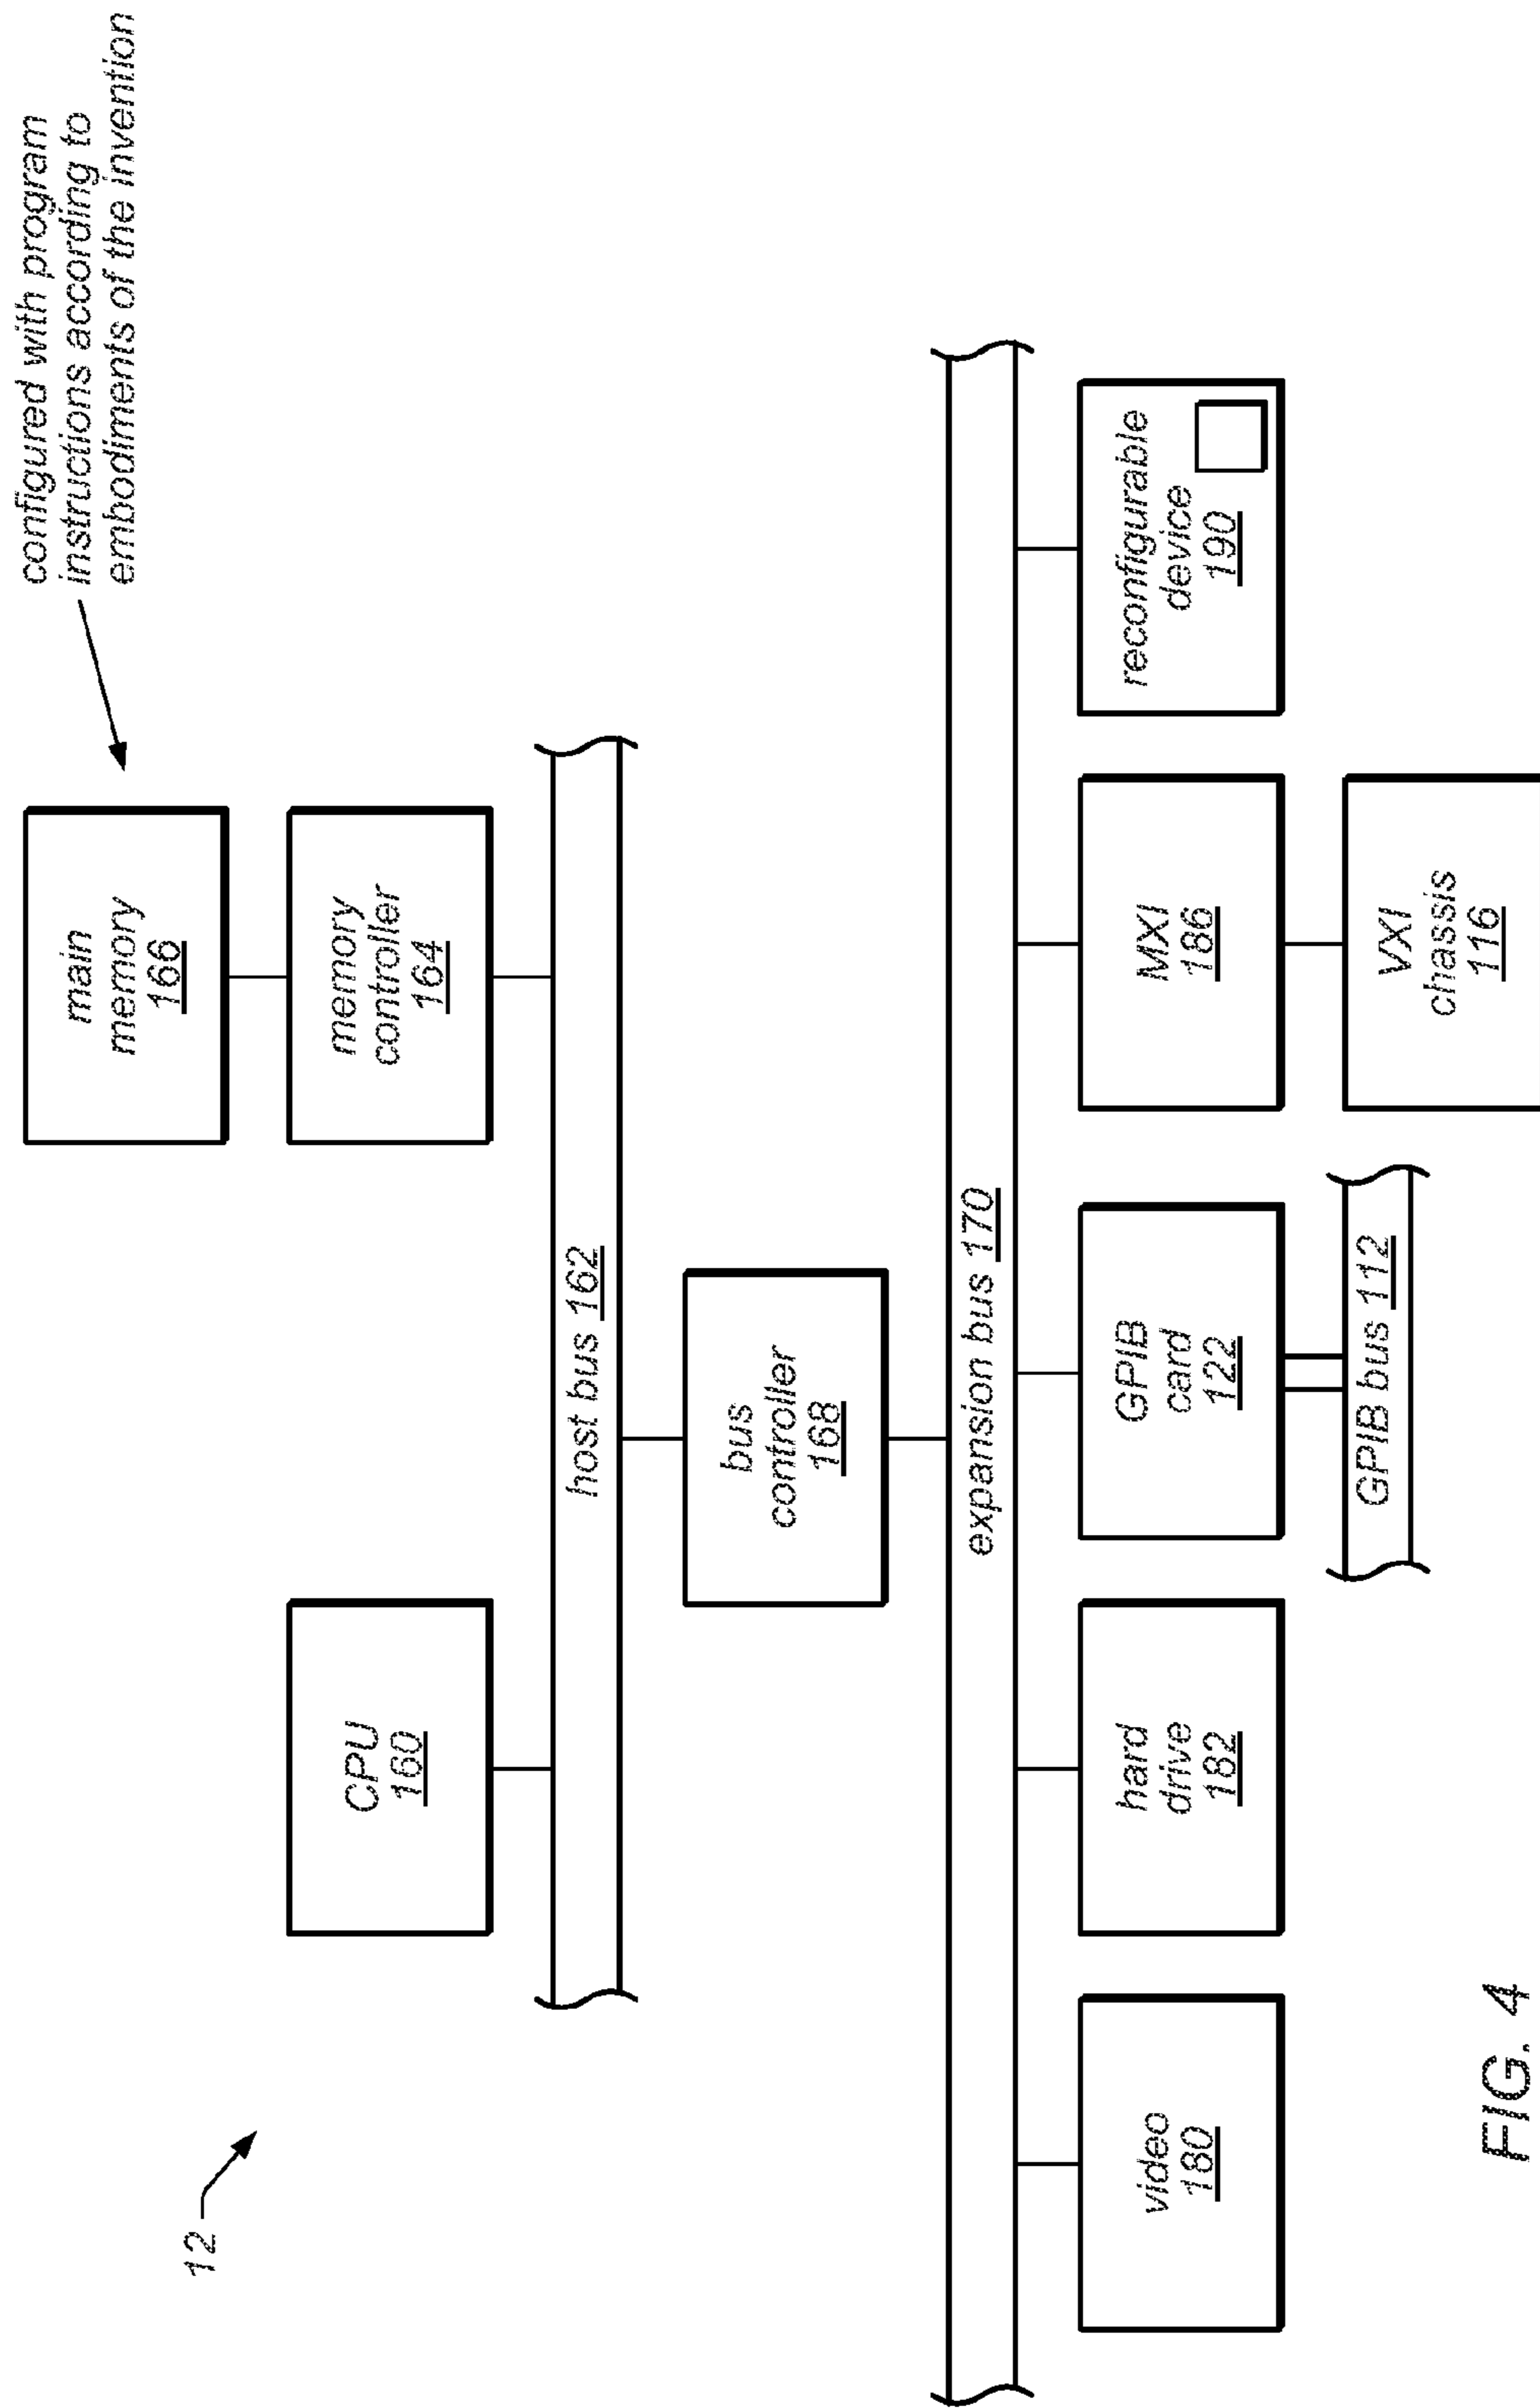 configured with program
instructions according to
embodiments of the invention
12
main
memory
166
CPU
160
memory
controller
164
host bus 162
bus
controller
168
expansion bus 170
video
180
hard
drive
182
GPIB
card
122
MXI
186
reconfigurable
device
190
GPIB bus 112
VXI
chassis
116
FIG. 4